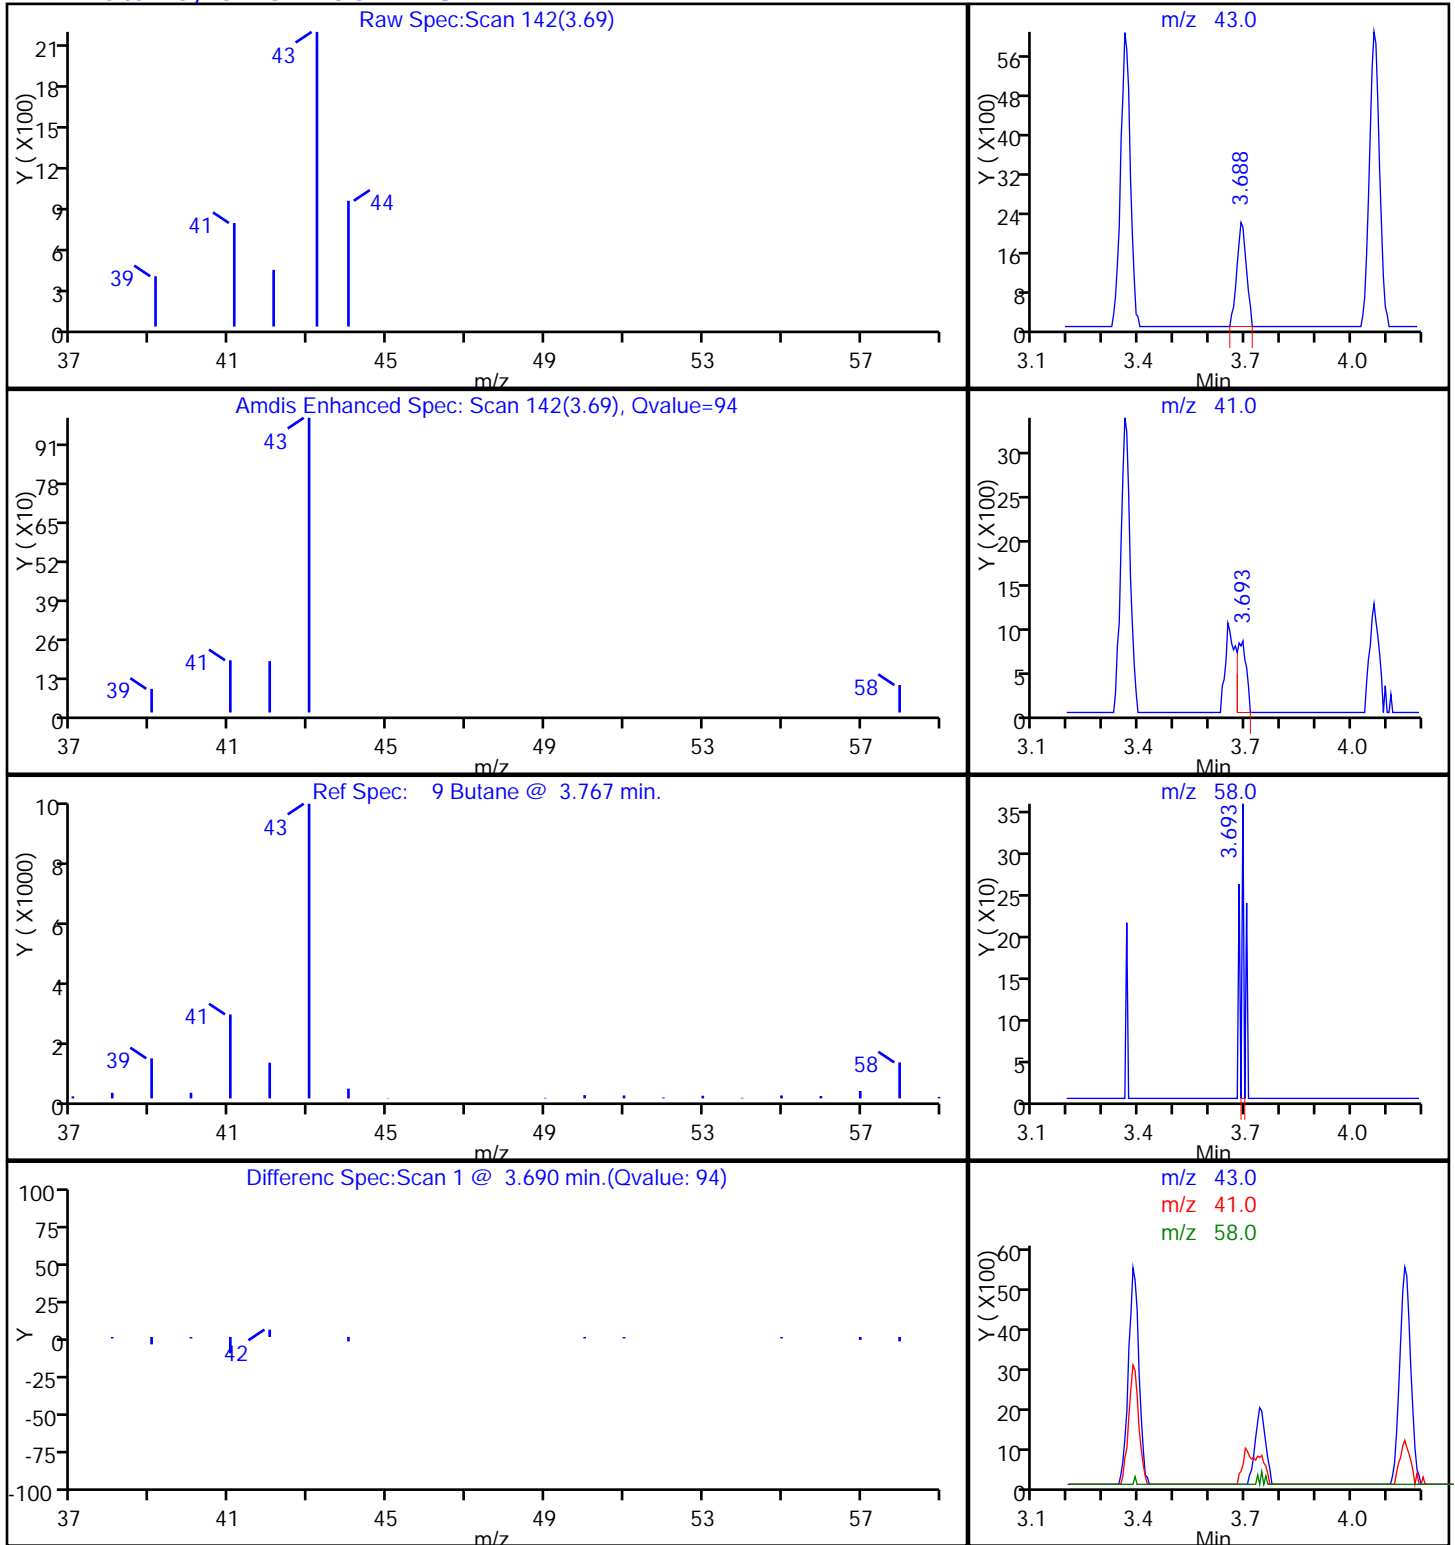 Raw Spec:Scan 142(3.69)
Y ( X100)
21
18
15
12
9
6
3
0
43
44
41
39
37 41 45 49 53 57
m/z
m/z 43.0
Y ( X100)
56
48
40
32
24
16
8
0
3.688
3.1 3.4 3.7 4.0
Min
Amdis Enhanced Spec: Scan 142(3.69), Qvalue=94
Y ( X10)
91
78
65
52
39
26
13
0
43
41
39
58
37 41 45 49 53 57
m/z
m/z 41.0
Y ( X100)
30
25
20
15
10
5
0
3.693
3.1 3.4 3.7 4.0
Min
Ref Spec: 9 Butane @ 3.767 min.
Y ( X1000)
10
8
6
4
2
0
43
41
39
58
37 41 45 49 53 57
m/z
m/z 58.0
Y ( X10)
35
30
25
20
15
10
5
0
3.693
3.1 3.4 3.7 4.0
Min
Differenc Spec:Scan 1 @ 3.690 min.(Qvalue: 94)
Y
100
75
50
25
0
-25
-50
-75
-100
42
37 41 45 49 53 57
m/z
m/z 43.0
m/z 41.0
m/z 58.0
Y ( X100)
60
50
40
30
20
10
0
3.1 3.4 3.7 4.0
Min